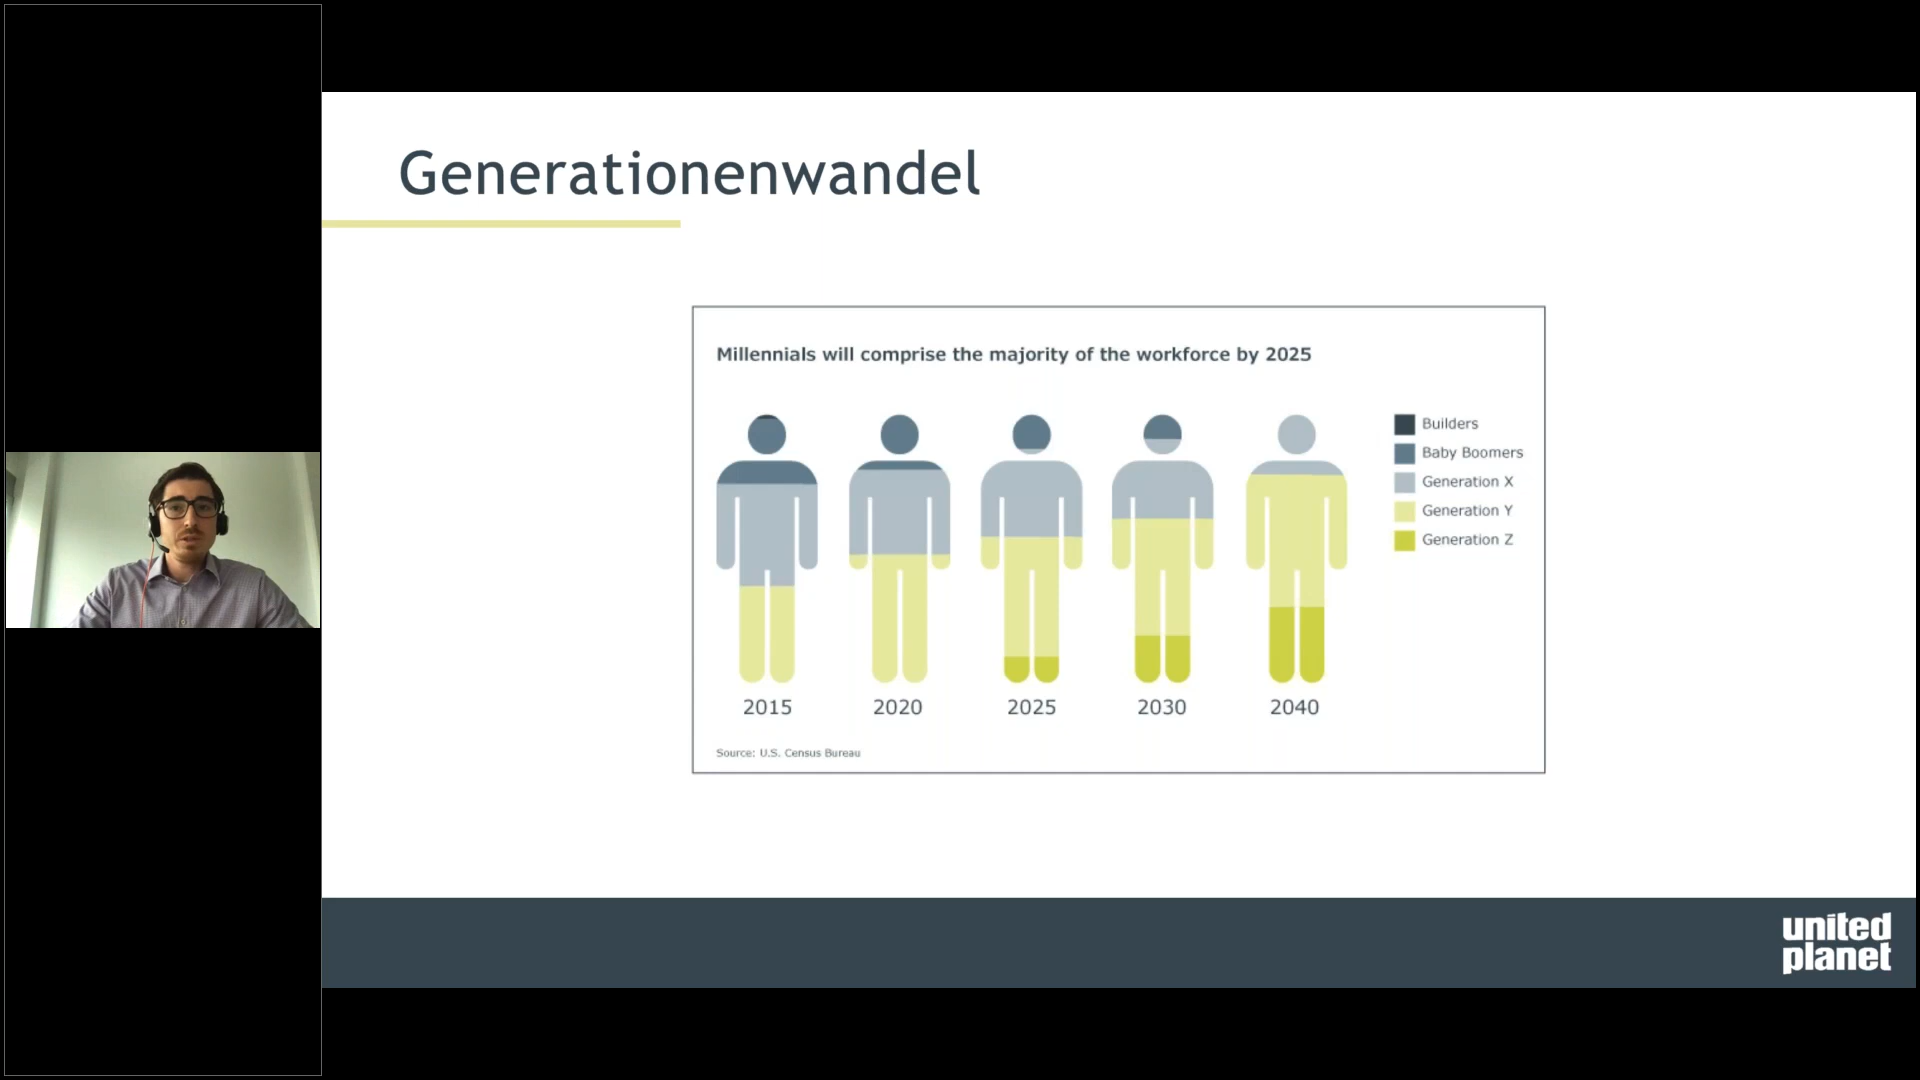 Generationenwandel
Millennials will comprise the majority of the workforce by 2025
Builders
Baby Boomers
Generation X
Generation Y
Generation Z
2015
2020
2025
2030
2040
Source: U.S. Census Bureau
united
planet